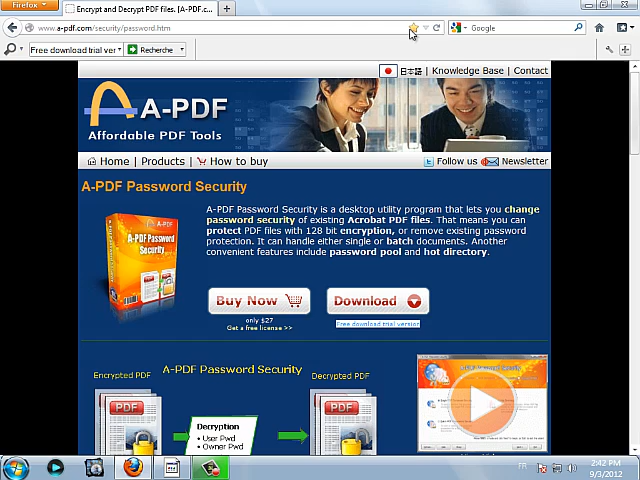 Firefox
Encrypt and Decrypt PDF files. [A-PDF.c...
www.a-pdf.com/security/password.htm
Google
Free download trial ver
Recherche
日本語 | Knowledge Base | Contact
A-PDF
Affordable PDF Tools
Home | Products | How to buy
Follow us
Newsletter
A-PDF Password Security
A-PDF Password Security is a desktop utility program that lets you change
password security of existing Acrobat PDF files. That means you can
protect PDF files with 128 bit encryption, or remove existing password
protection. It can handle either single or batch documents. Another
convenient features include password pool and hot directory.
A-PDF
A-PDF Password
Security
Buy Now
Download
only $27
Get a free license >>
Free download trial version
Encrypted PDF
A-PDF Password Security
Decrypted PDF
PDF
PDF
Decryption
• User Pwd
• Owner Pwd
FR
2:42 PM
9/3/2012